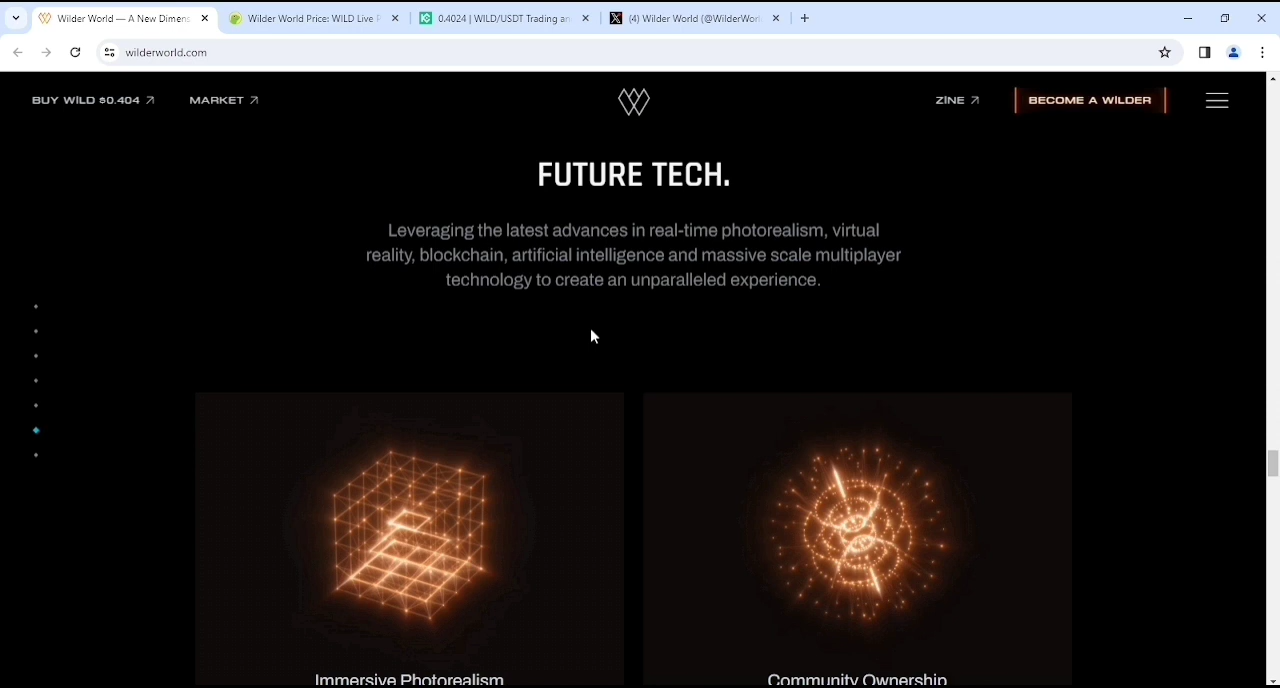 Wilder World — A New Dimens
Wilder World Price: WILD Live P
0.4024 | WILD/USDT Trading an
(4) Wilder World (@WilderWorl
wilderworld.com
BUY WILD $0.404
MARKET
ZINE
BECOME A WILDER
FUTURE TECH.
Leveraging the latest advances in real-time photorealism, virtual
reality, blockchain, artificial intelligence and massive scale multiplayer
technology to create an unparalleled experience.
Immersive Photorealism
Community Ownership